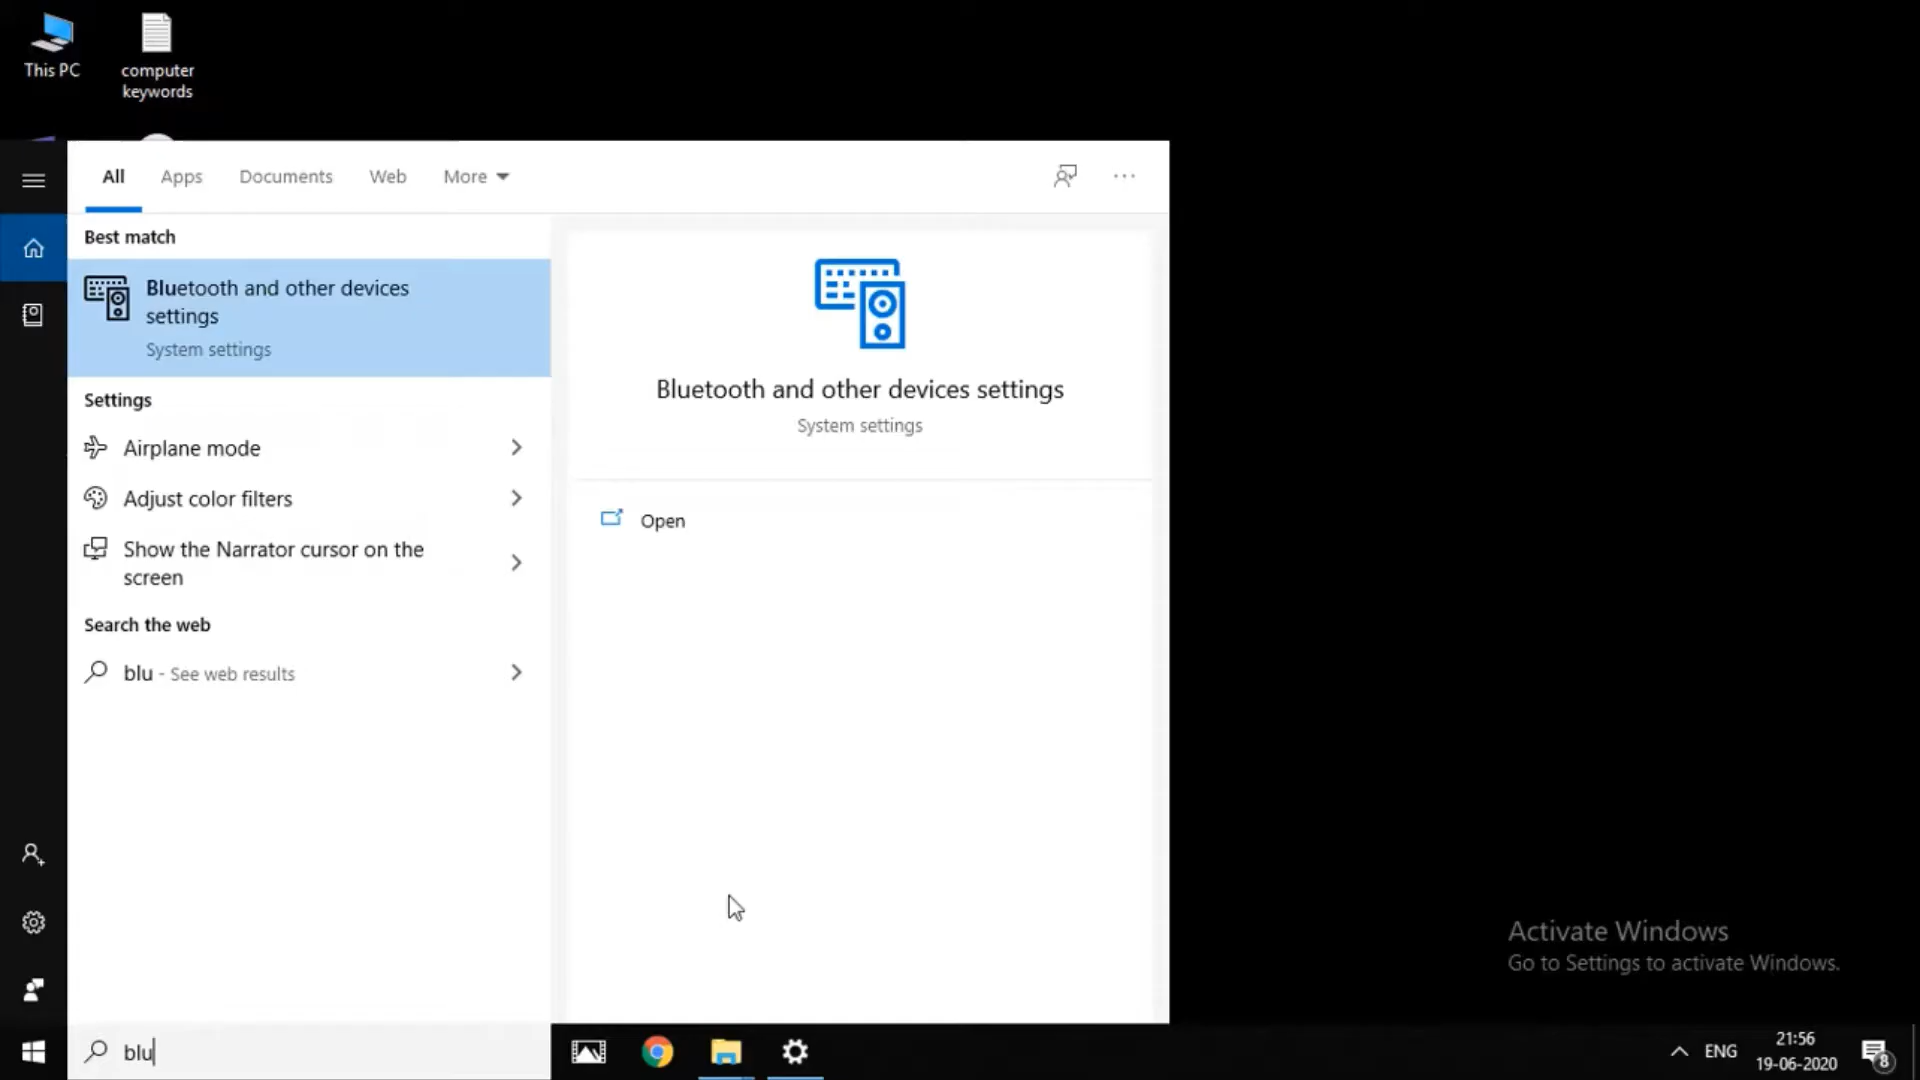 This PC
computer
keywords
All
Apps
Documents
Web
More
Best match
Bluetooth and other devices
settings
System settings
Settings
Airplane mode
Adjust color filters
Show the Narrator cursor on the
screen
Search the web
blu - See web results
Bluetooth and other devices settings
System settings
Open
Activate Windows
Go to Settings to activate Windows.
blu
ENG
21:56
19-06-2020
8